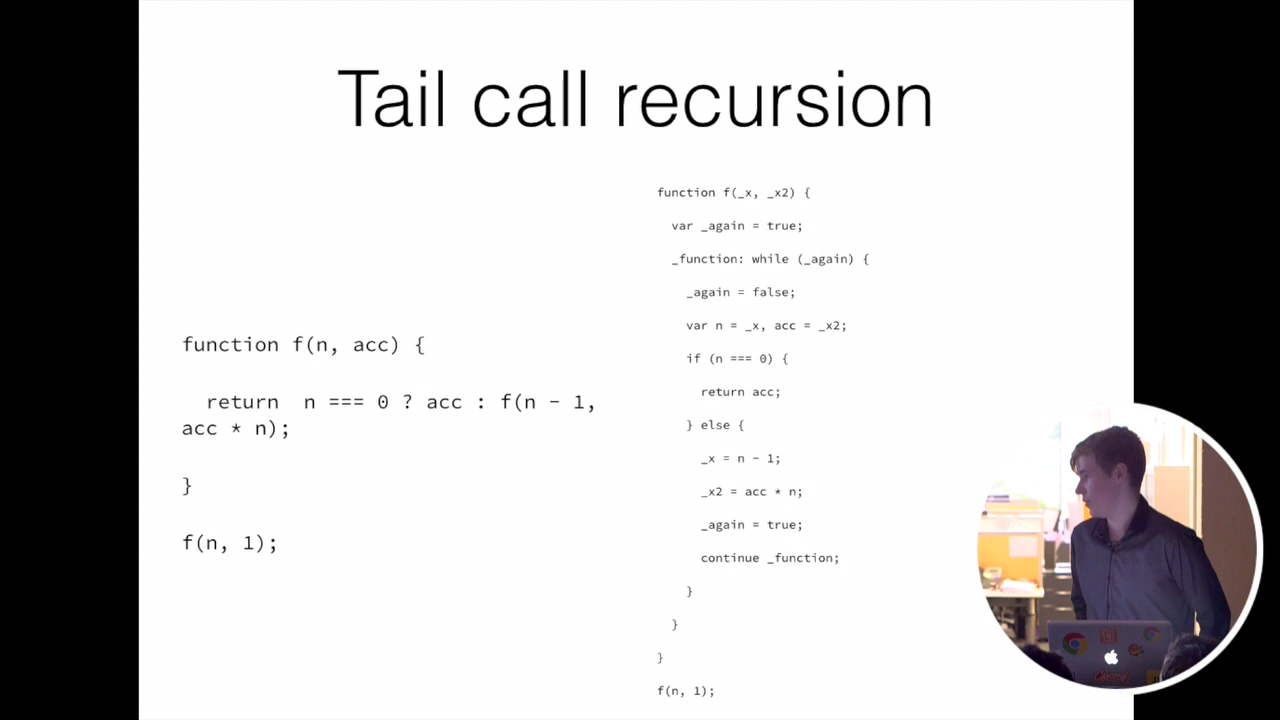 Tail call recursion
function f(n, acc) {
return n === 0 ? acc : f(n - 1,
acc * n);
}
f(n, 1);
function f(_x, _x2) {
var _again = true;
_function: while (_again) {
_again = false;
var n = _x, acc = _x2;
if (n === 0) {
return acc;
} else {
_x = n - 1;
_x2 = acc * n;
_again = true;
continue _function;
}
}
}
f(n, 1);